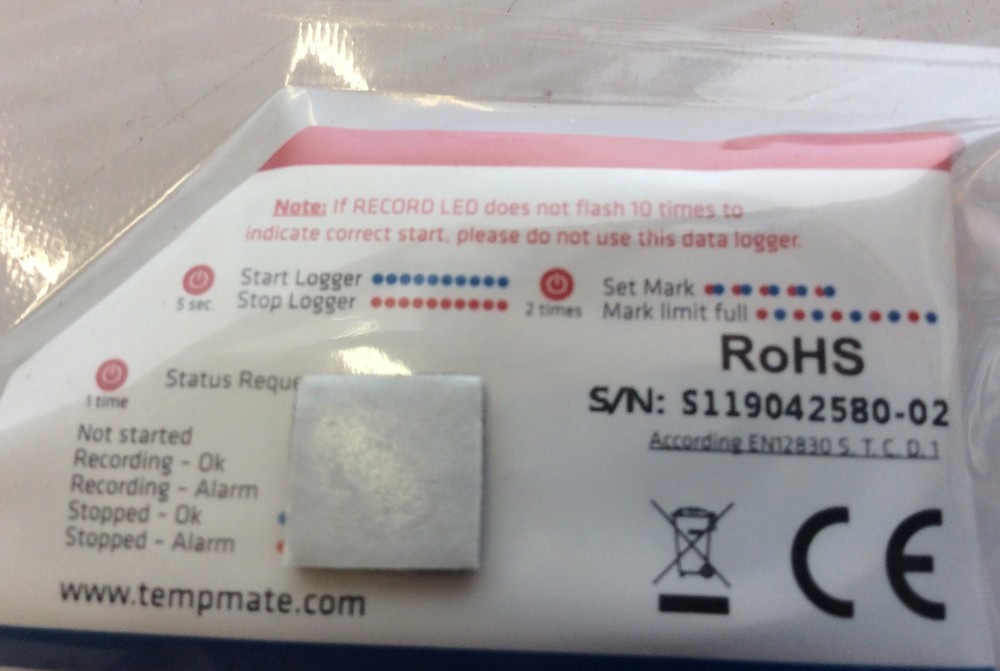 Note: If RECORD LED does not flash 10 times to
indicate correct start, please do not use this data logger.
5 sec.
Start Logger
Stop Logger
2 times
Set Mark
Mark limit full
RoHS
S/N: S119042580-02
According EN12830 S, T, C, D, 1
1 time
Status
Not started
Recording - Ok
Recording - Alarm
Stopped - Ok
Stopped - Alarm
www.tempmate.com
CE